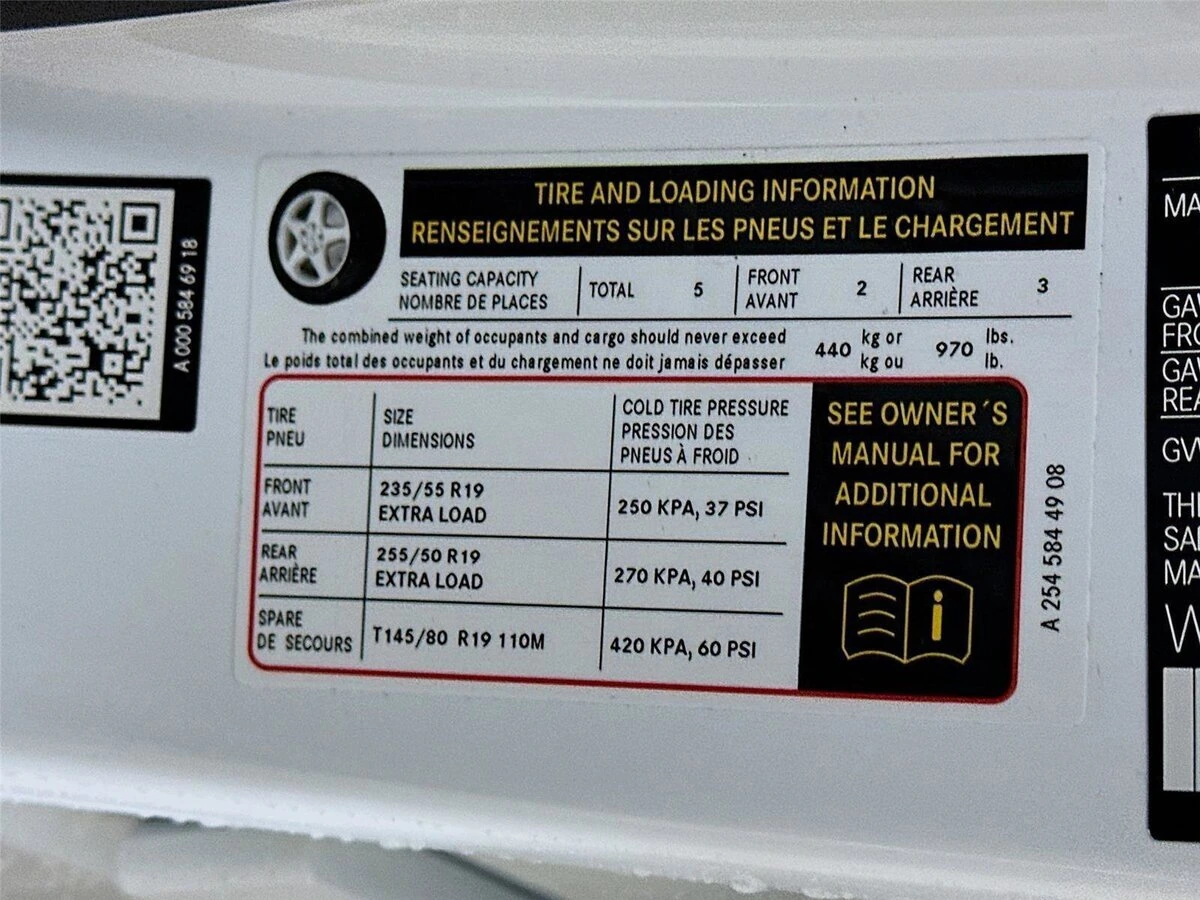 A 000 584 69 18
TIRE AND LOADING INFORMATION
RENSEIGNEMENTS SUR LES PNEUS ET LE CHARGEMENT
SEATING CAPACITY
NOMBRE DE PLACES
TOTAL 5
FRONT
AVANT
2
REAR
ARRIÈRE
3
The combined weight of occupants and cargo should never exceed
Le poids total des occupants et du chargement ne doit jamais dépasser
440
kg or
kg ou
970
lbs.
lb.
TIRE
PNEU
SIZE
DIMENSIONS
COLD TIRE PRESSURE
PRESSION DES
PNEUS À FROID
FRONT
AVANT
235/55 R19
EXTRA LOAD
250 KPA, 37 PSI
REAR
ARRIÈRE
255/50 R19
EXTRA LOAD
270 KPA, 40 PSI
SPARE
DE SECOURS
T145/80 R19 110M
420 KPA, 60 PSI
SEE OWNER´S
MANUAL FOR
ADDITIONAL
INFORMATION
i
A 254 584 49 08